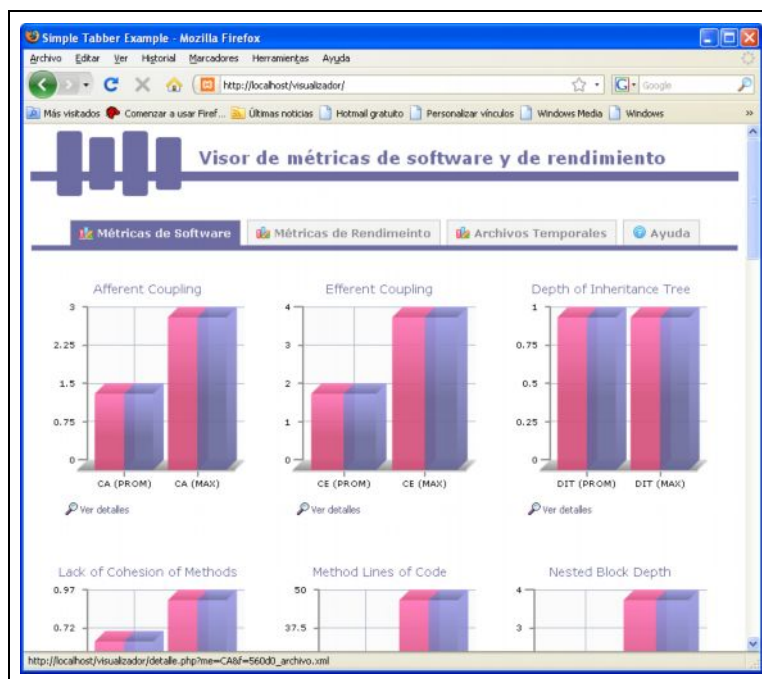 Simple Tabber Example - Mozilla Firefox
Archivo Editar Ver Historial Marcadores Herramientas Ayuda
http://localhost/visualizador/
Google
Más visitados Comenzar a usar Firef... Últimas noticias Hotmail gratuito Personalizar vínculos Windows Media Windows »
Visor de métricas de software y de rendimiento
Métricas de Software Métricas de Rendimeinto Archivos Temporales Ayuda
Afferent Coupling Efferent Coupling Depth of Inheritance Tree
3 4 1
2.25 3 0.75
1.5 2 0.5
0.75 1 0.25
0 0 0
CA (PROM) CA (MAX) CE (PROM) CE (MAX) DIT (PROM) DIT (MAX)
Ver detalles Ver detalles Ver detalles
Lack of Cohesion of Methods Method Lines of Code Nested Block Depth
0.97 50 4
0.72 37.5 3
http://localhost/visualizador/detalle.php?me=CA&f=560d0_archivo.xml